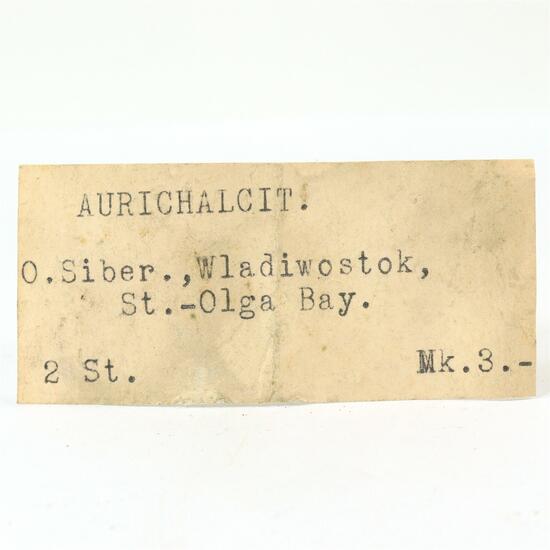 AURICHALCIT.
O.Siber.,Wladiwostok,
St.-Olga Bay.
2 St.
Mk.3.-